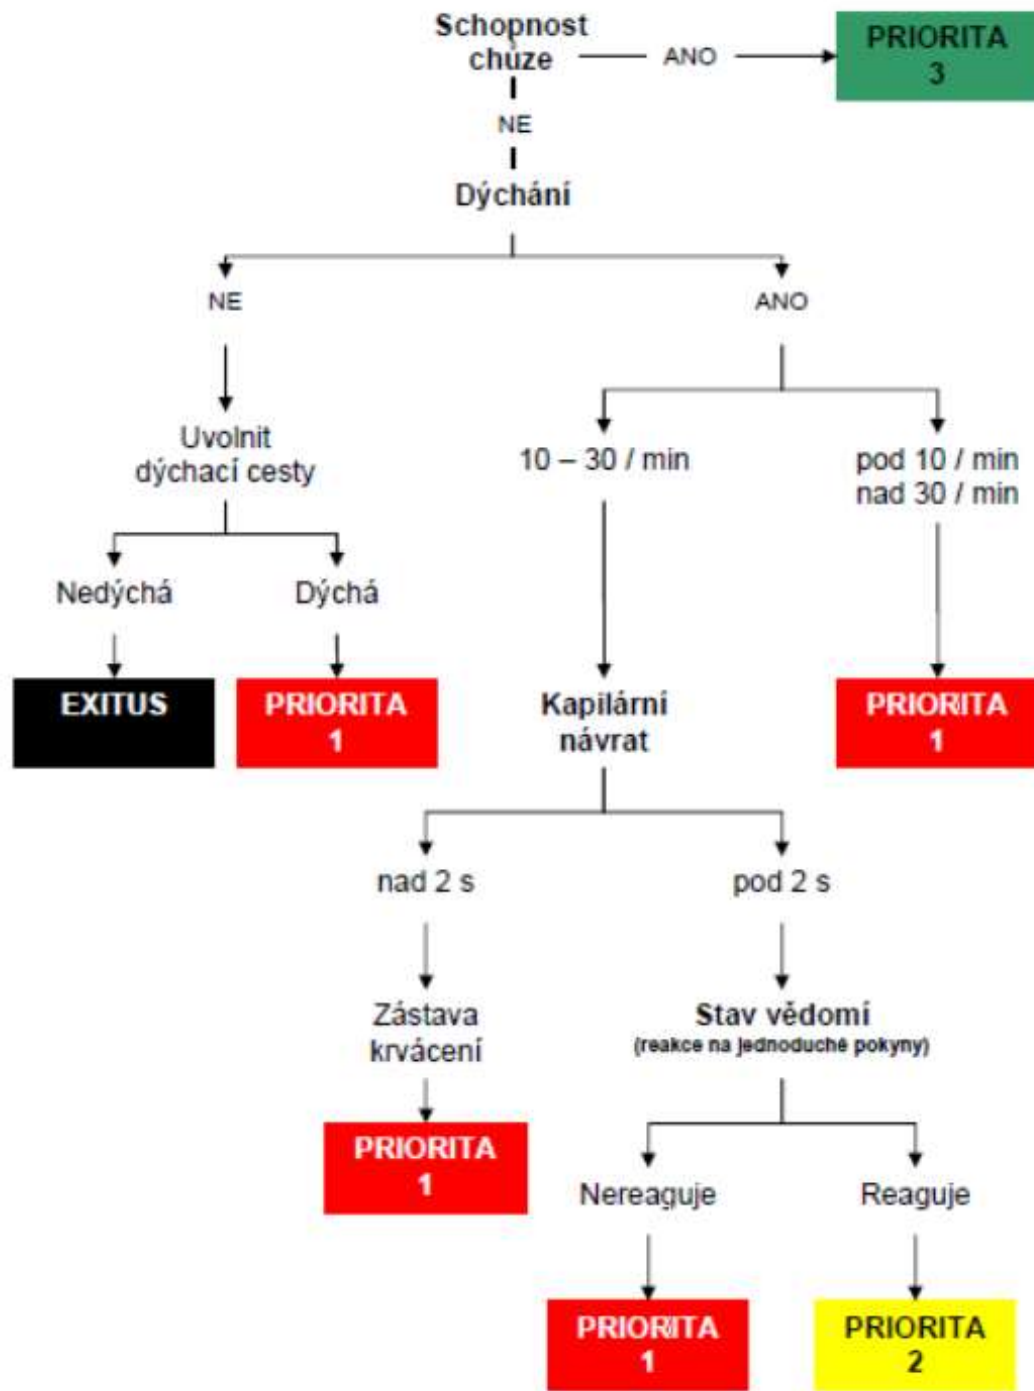 Schopnost
chůze
ANO
PRIORITA
3
NE
Dýchání
NE
ANO
Uvolnit
dýchací cesty
10 – 30 / min
pod 10 / min
nad 30 / min
Nedýchá
Dýchá
EXITUS
PRIORITA
1
Kapilární
návrat
PRIORITA
1
nad 2 s
pod 2 s
Zástava
krvácení
Stav vědomí
(reakce na jednoduché pokyny)
PRIORITA
1
Nereaguje
Reaguje
PRIORITA
1
PRIORITA
2